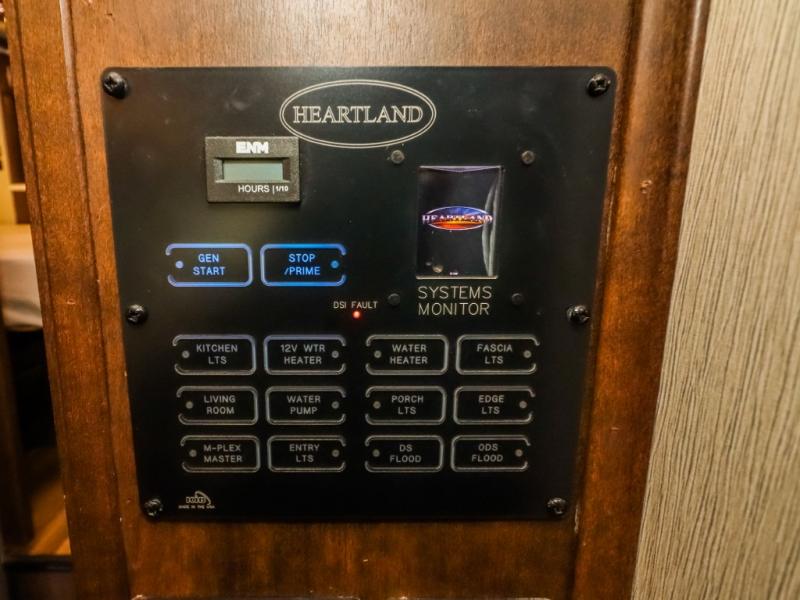 HEARTLAND
ENM
HOURS | 1/10
HEARTLAND
GEN
START
STOP
/PRIME
SYSTEMS
MONITOR
DSI FAULT
KITCHEN
LTS
12V WTR
HEATER
WATER
HEATER
FASCIA
LTS
LIVING
ROOM
WATER
PUMP
PORCH
LTS
EDGE
LTS
M-PLEX
MASTER
ENTRY
LTS
DS
FLOOD
ODS
FLOOD
MADE IN THE USA